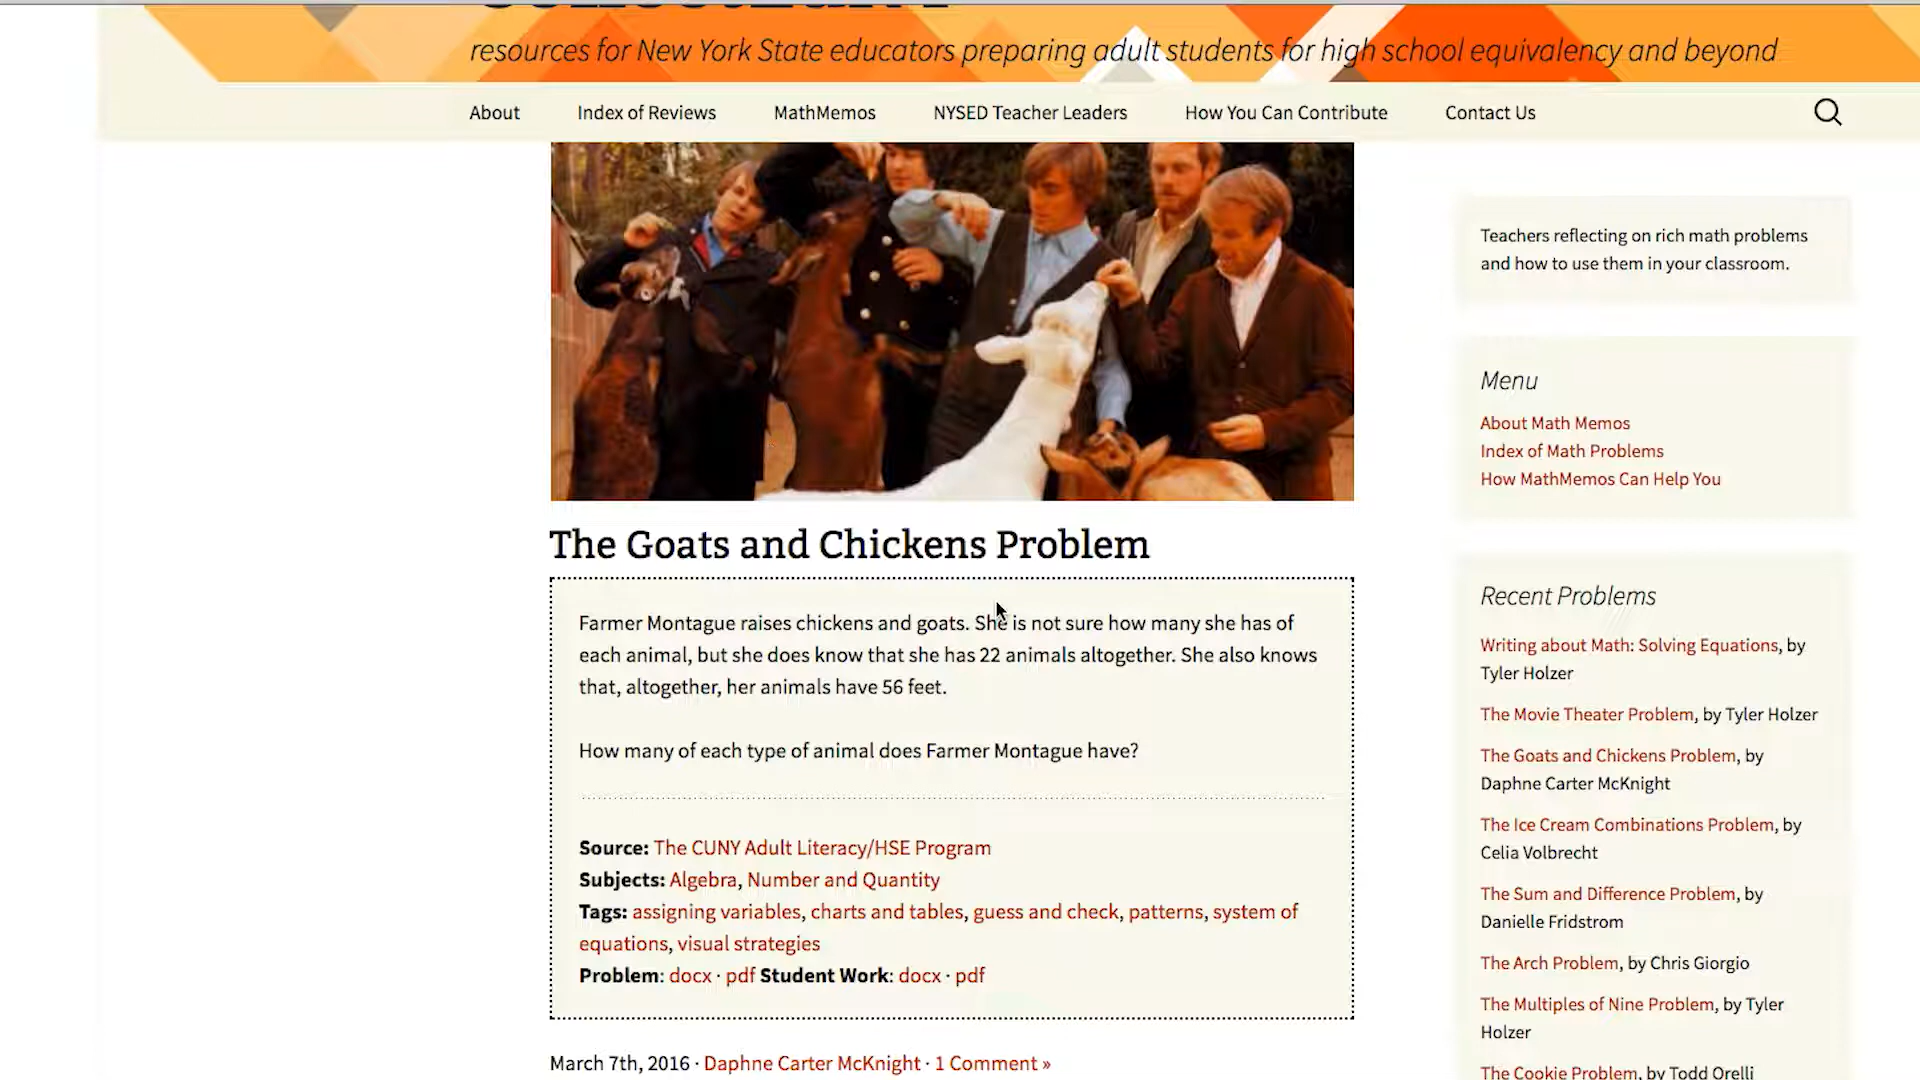 resources for New York State educators preparing adult students for high school equivalency and beyond
About Index of Reviews MathMemos NYSED Teacher Leaders How You Can Contribute Contact Us
Teachers reflecting on rich math problems
and how to use them in your classroom.
Menu
About Math Memos
Index of Math Problems
How MathMemos Can Help You
The Goats and Chickens Problem
Farmer Montague raises chickens and goats. She is not sure how many she has of
each animal, but she does know that she has 22 animals altogether. She also knows
that, altogether, her animals have 56 feet.
How many of each type of animal does Farmer Montague have?
Source: The CUNY Adult Literacy/HSE Program
Subjects: Algebra, Number and Quantity
Tags: assigning variables, charts and tables, guess and check, patterns, system of
equations, visual strategies
Problem: docx · pdf Student Work: docx · pdf
March 7th, 2016 · Daphne Carter McKnight · 1 Comment »
Recent Problems
Writing about Math: Solving Equations, by
Tyler Holzer
The Movie Theater Problem, by Tyler Holzer
The Goats and Chickens Problem, by
Daphne Carter McKnight
The Ice Cream Combinations Problem, by
Celia Volbrecht
The Sum and Difference Problem, by
Danielle Fridstrom
The Arch Problem, by Chris Giorgio
The Multiples of Nine Problem, by Tyler
Holzer
The Cookie Problem, by Todd Orelli